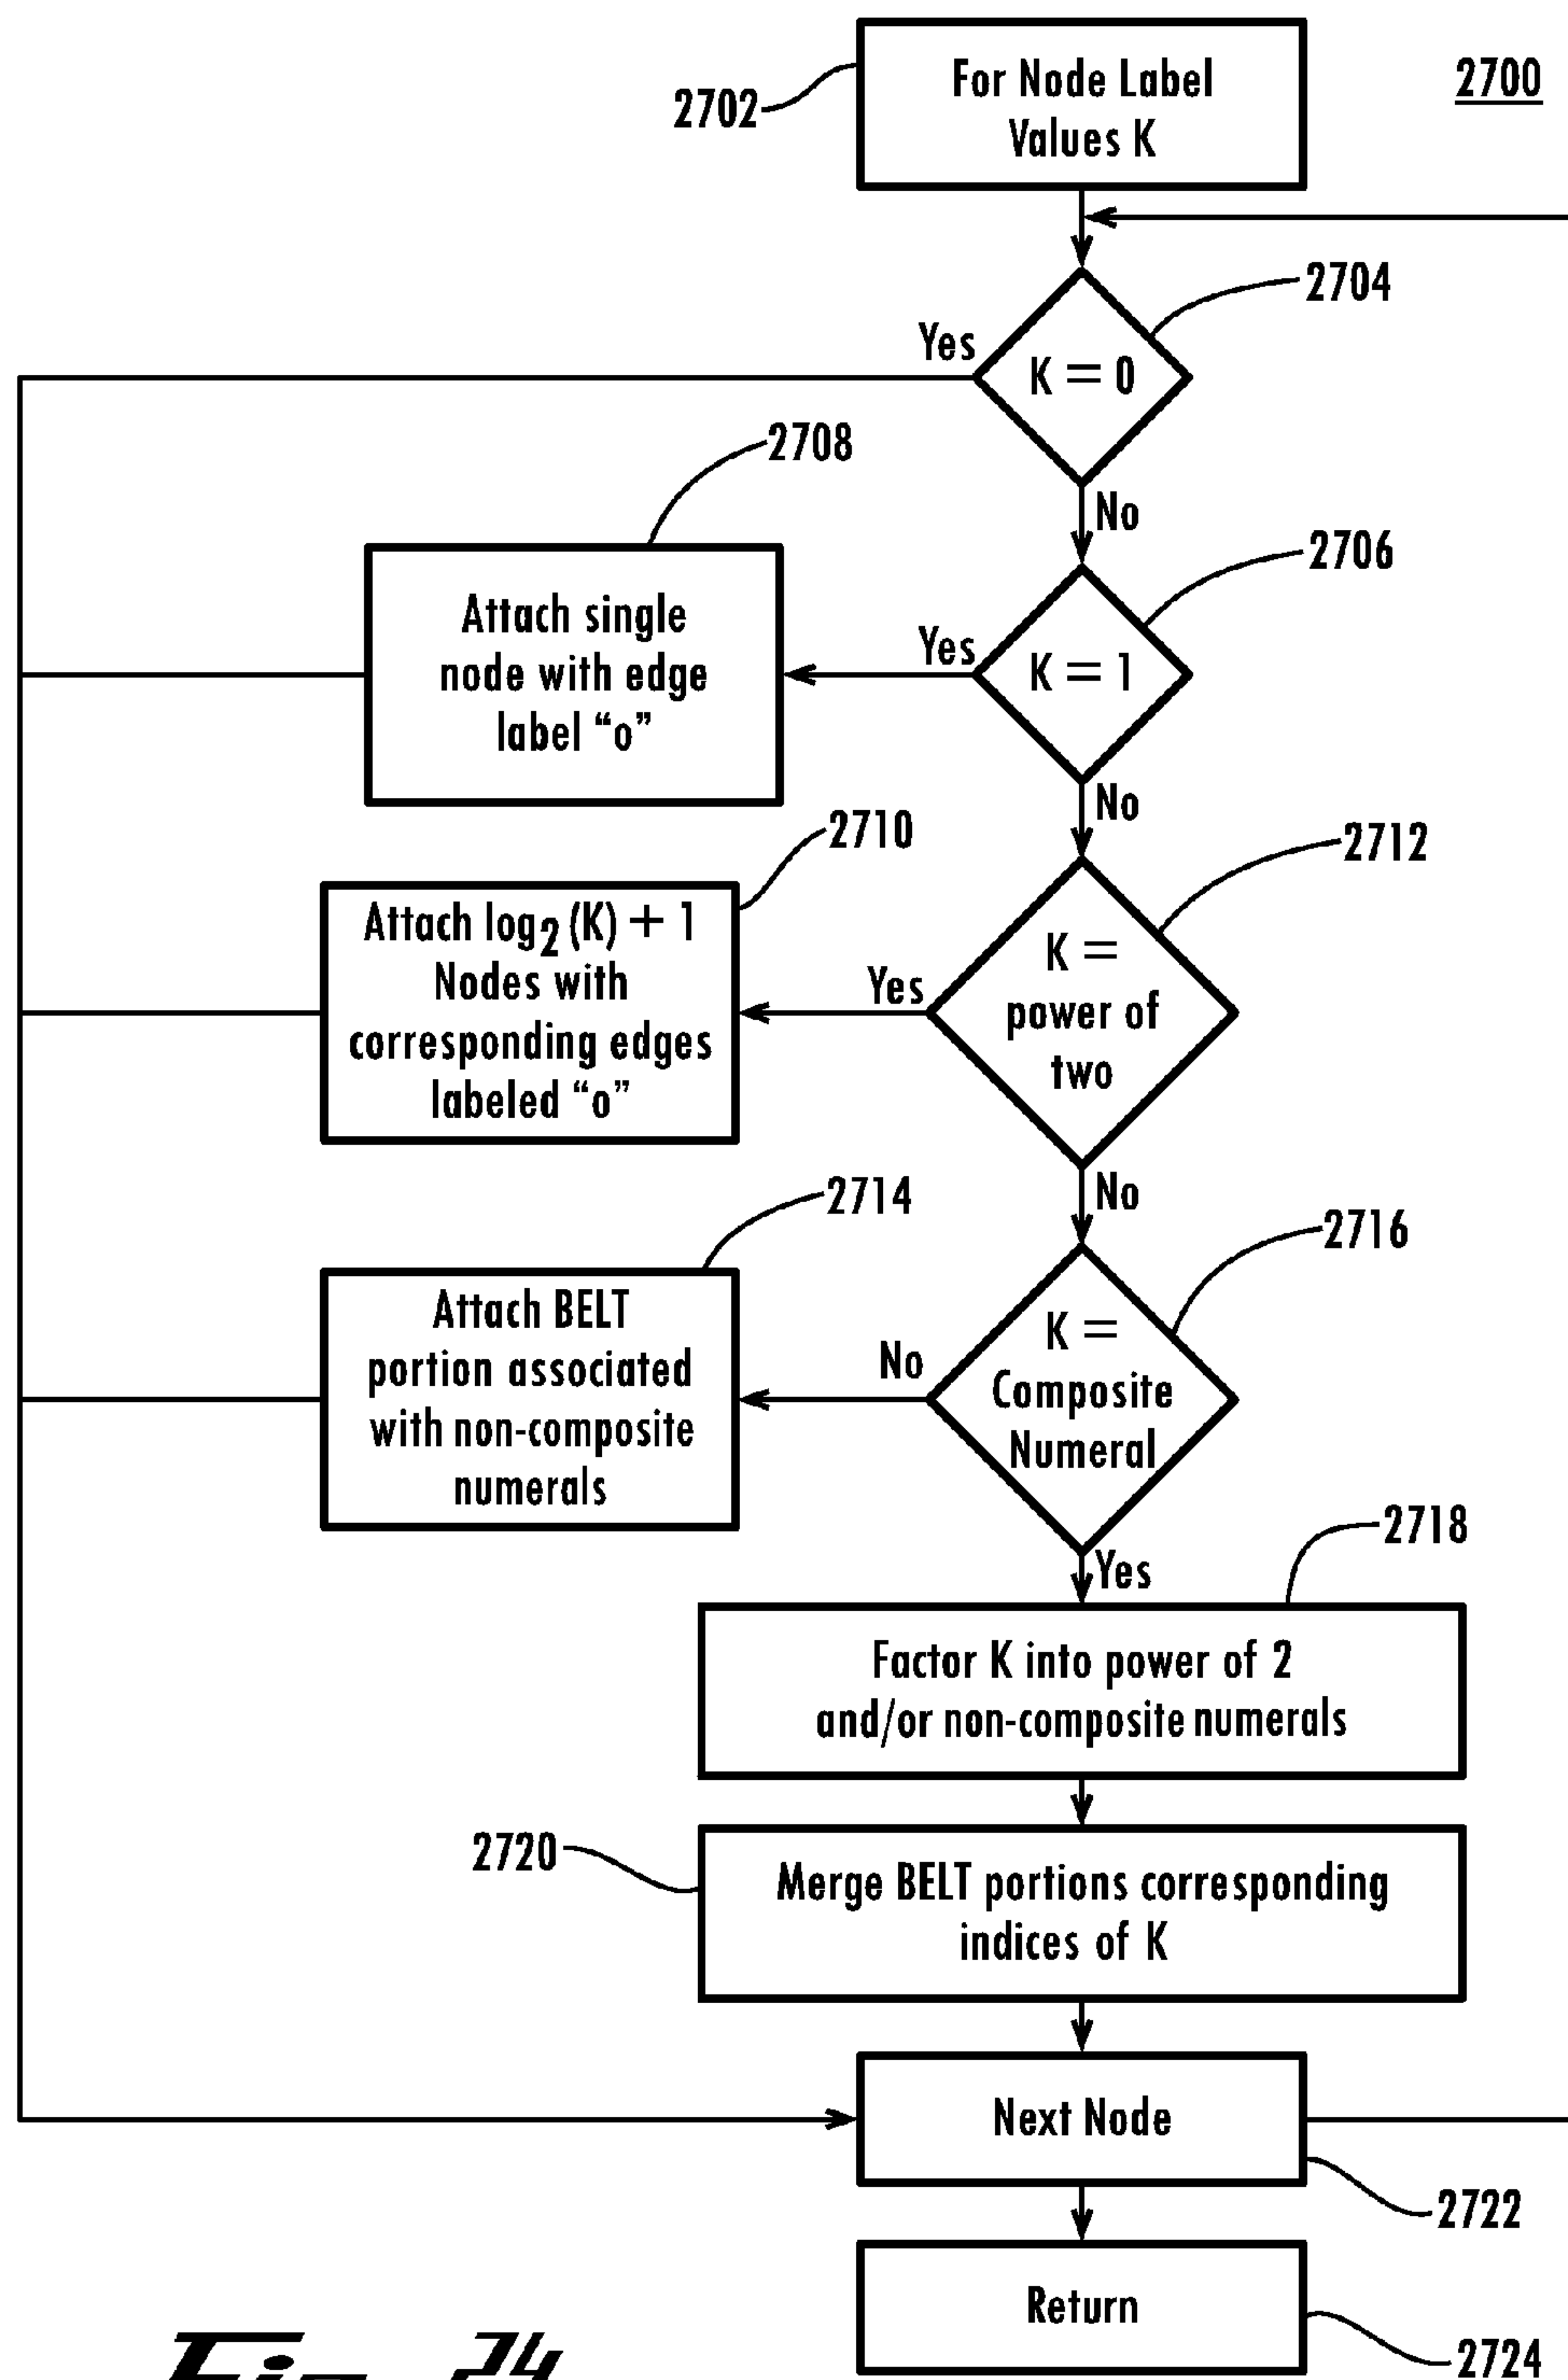 For Node Label
Values K
2700
2702
2704
Yes
K = 0
No
2708
2706
Attach single
node with edge
label “o”
Yes
K = 1
No
2710
2712
Attach log2 (K) + 1
Nodes with
corresponding edges
labeled “o”
Yes
K =
power of
two
No
2714
2716
Attach BELT
portion associated
with non-composite
numerals
No
K =
Composite
Numeral
Yes
2718
Factor K into power of 2
and/or non-composite numerals
2720
Merge BELT portions corresponding
indices of K
Next Node
2722
Return
2724